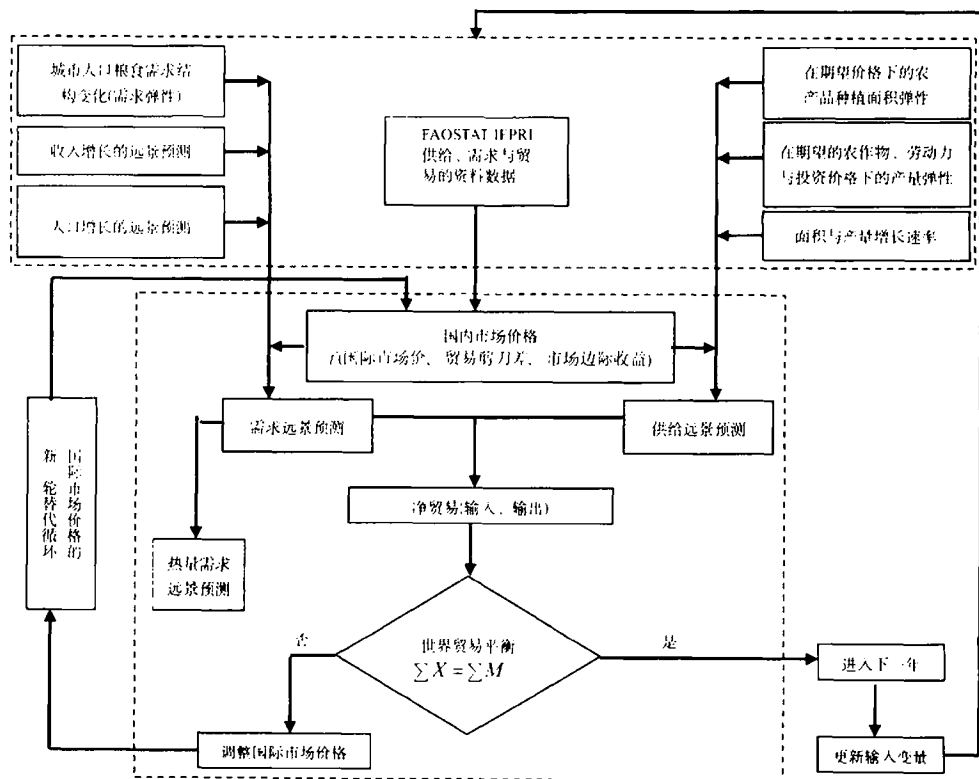 城市人口粮食需求结
构变化(需求弹性)
收入增长的远景预测
人口增长的远景预测
FAOSTAT IFPRI
供给、需求与贸
易的资料数据
在期望价格下的农
产品种植面积弹性
在期望的农作物、劳动力
与投资价格下的产量弹性
面积与产量增长速率
国内市场价格
(国际市场价、贸易剪刀差、市场边际收益)
需求远景预测
供给远景预测
国际市场价格的
新 轮替代循环
净贸易(输入、输出)
热量需求
远景预测
世界贸易平衡
∑X=∑M
否
是
进入下一年
更新输入变量
调整国际市场价格